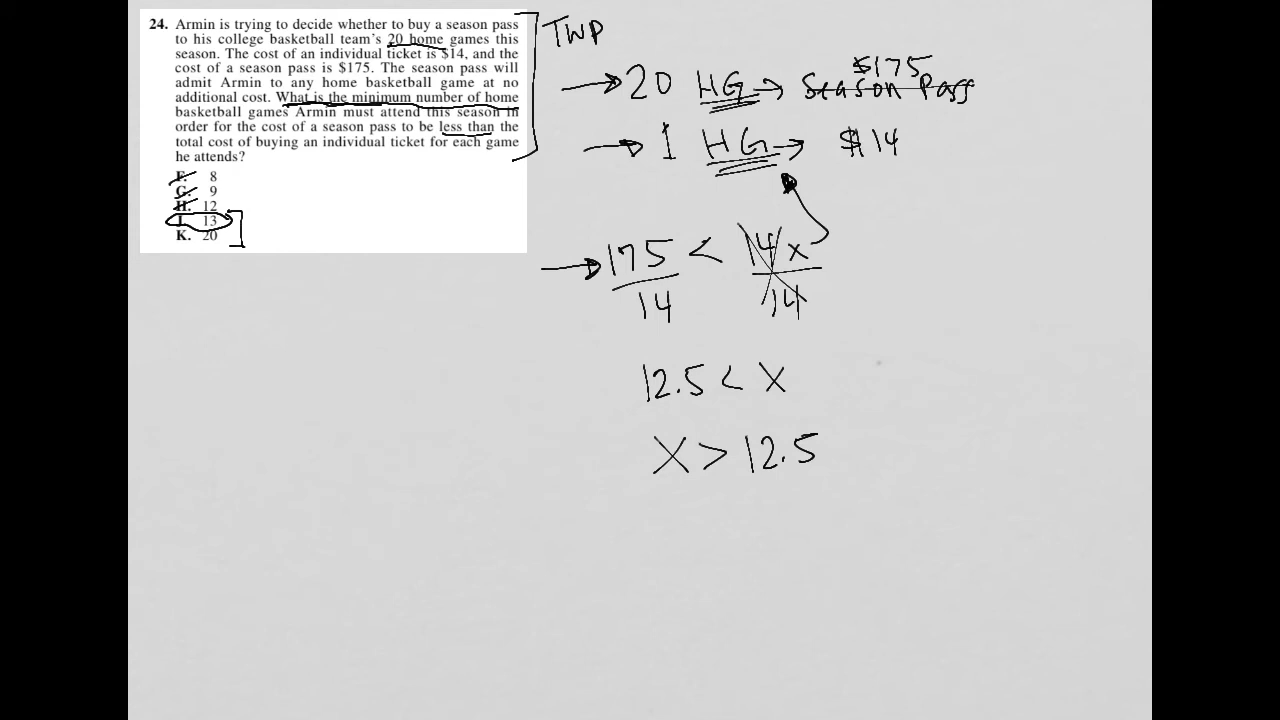 24. Armin is trying to decide whether to buy a season pass
to his college basketball team's 20 home games this
season. The cost of an individual ticket is $14, and the
cost of a season pass is $175. The season pass will
admit Armin to any home basketball game at no
additional cost. What is the minimum number of home
basketball games Armin must attend this season in
order for the cost of a season pass to be less than the
total cost of buying an individual ticket for each game
he attends?
F. 8
G. 9
H. 12
J. 13
K. 20
TWP
$175
20 HG → Season Pass
1 HG → $14
175 < 14x
14 14
12.5 < X
X > 12.5